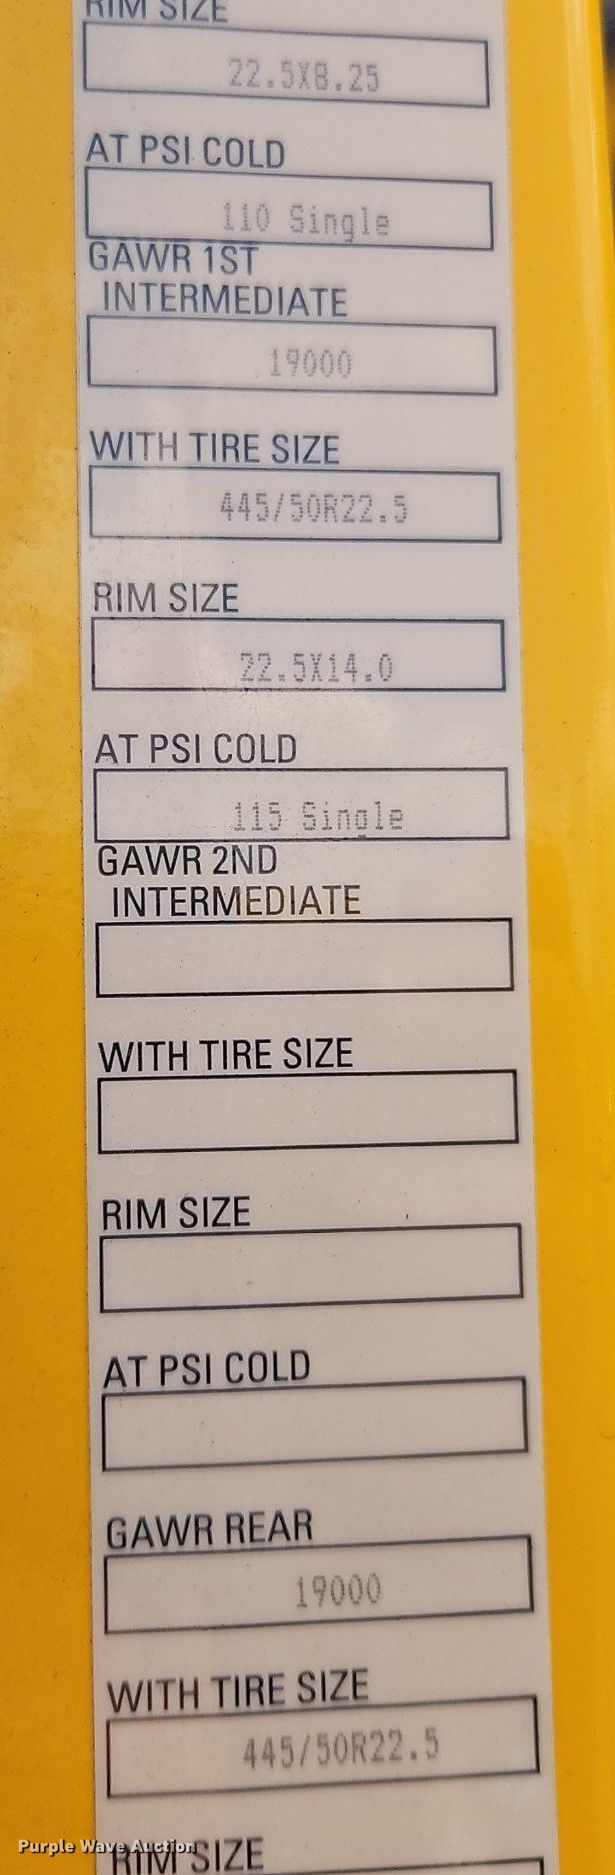 RIM SIZE
22.5X8.25
AT PSI COLD
110 Single
GAWR 1ST
INTERMEDIATE
19000
WITH TIRE SIZE
445/50R22.5
RIM SIZE
22.5X14.0
AT PSI COLD
115 Single
GAWR 2ND
INTERMEDIATE
WITH TIRE SIZE
RIM SIZE
AT PSI COLD
GAWR REAR
19000
WITH TIRE SIZE
445/50R22.5
Purple Wave Auction
RIM SIZE